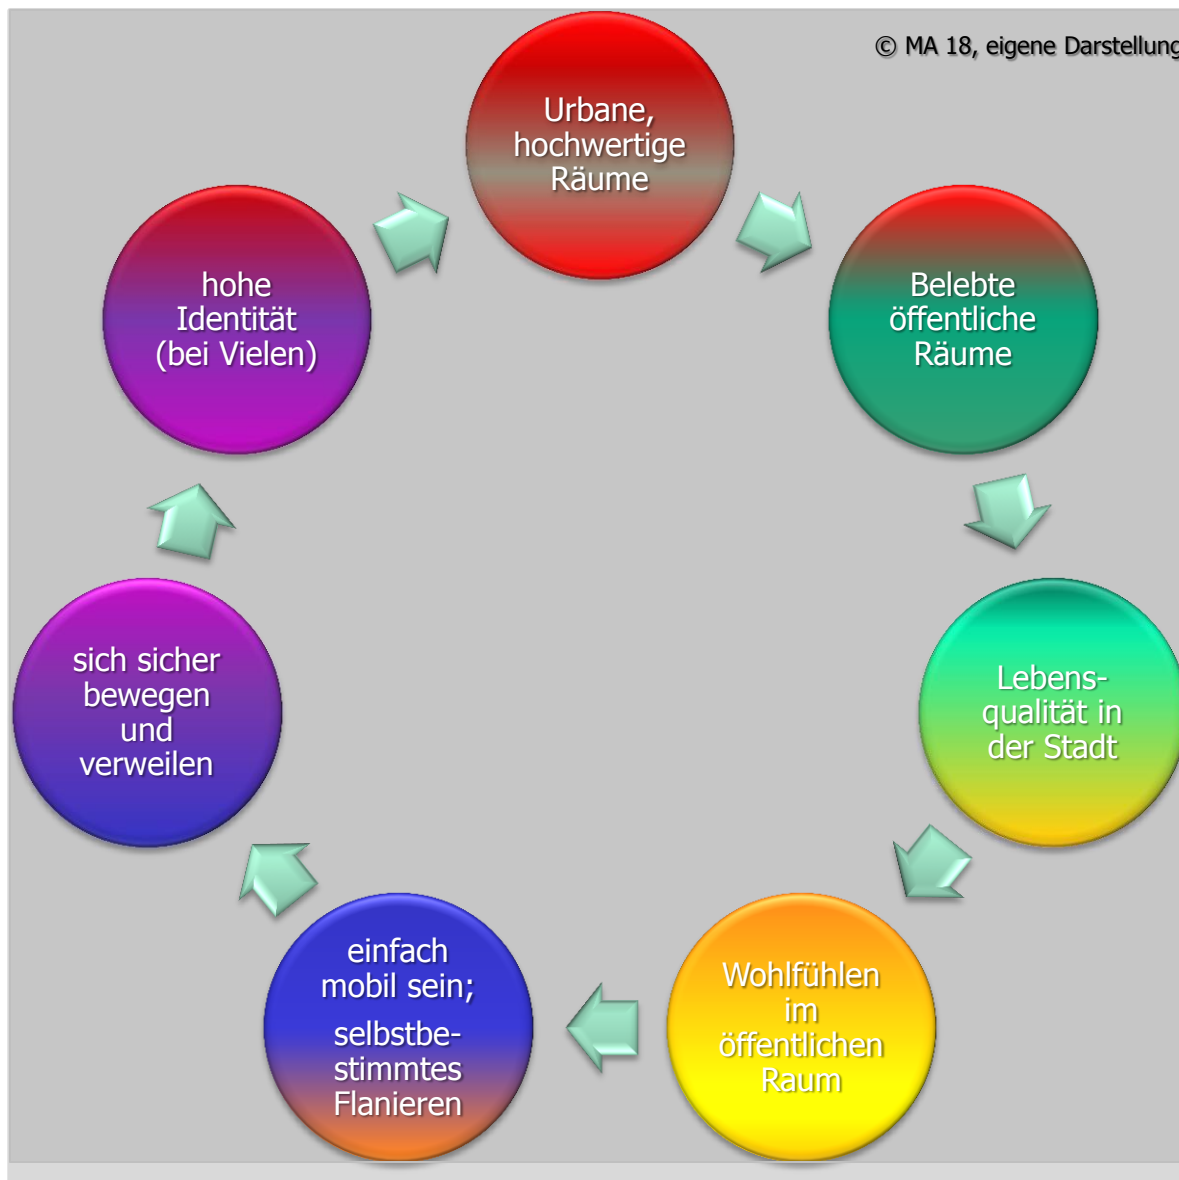 © MA 18, eigene Darstellung
Urbane,
hochwertige
Räume
Belebte
öffentliche
Räume
Lebens-
qualität in
der Stadt
Wohlfühlen
im
öffentlichen
Raum
einfach
mobil sein;
selbstbe-
stimmtes
Flanieren
sich sicher
bewegen
und
verweilen
hohe
Identität
(bei Vielen)